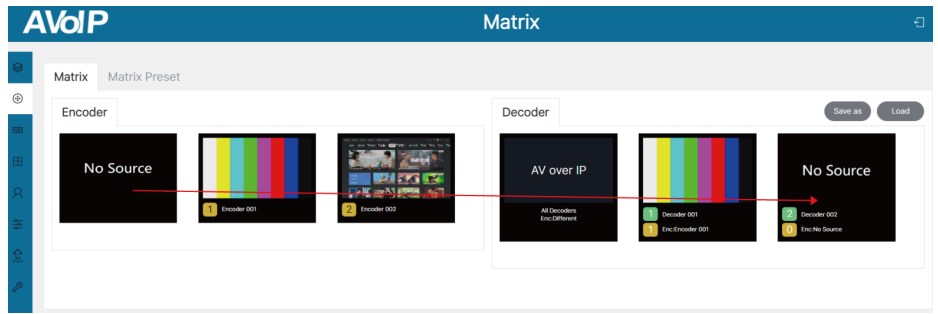 AVoIP
Matrix
Matrix Matrix Preset
Encoder
No Source
1 Encoder 001
2 Encoder 002
Decoder
Save as Load
AV over IP
All Decoders
Enc:Different
1 Decoder 001
1 Enc:Encoder 001
No Source
2 Decoder 002
0 Enc:No Source